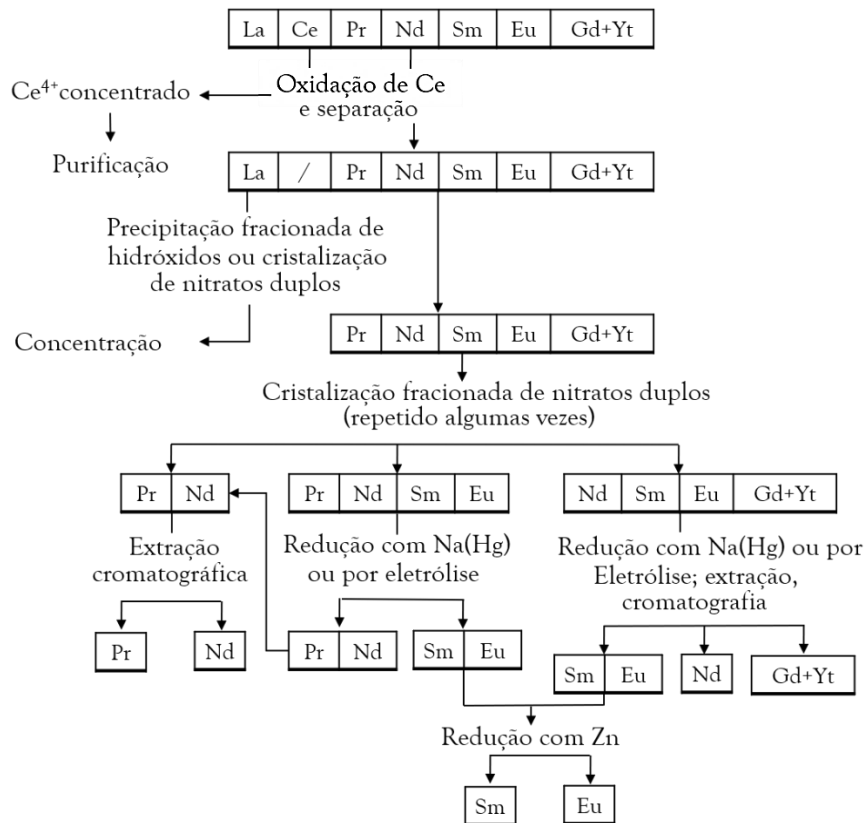 La Ce Pr Nd Sm Eu Gd+Yt
Oxidação de Ce
e separação
Ce⁴⁺concentrado
Purificação
La / Pr Nd Sm Eu Gd+Yt
Precipitação fracionada de
hidróxidos ou cristalização
de nitratos duplos
Concentração
Pr Nd Sm Eu Gd+Yt
Cristalização fracionada de nitratos duplos
(repetido algumas vezes)
Pr Nd
Pr Nd Sm Eu
Nd Sm Eu Gd+Yt
Extração
cromatográfica
Redução com Na(Hg)
ou por eletrólise
Redução com Na(Hg) ou por
Eletrólise; extração,
cromatografia
Pr
Nd
Pr Nd
Sm Eu
Sm Eu
Nd
Gd+Yt
Redução com Zn
Sm
Eu